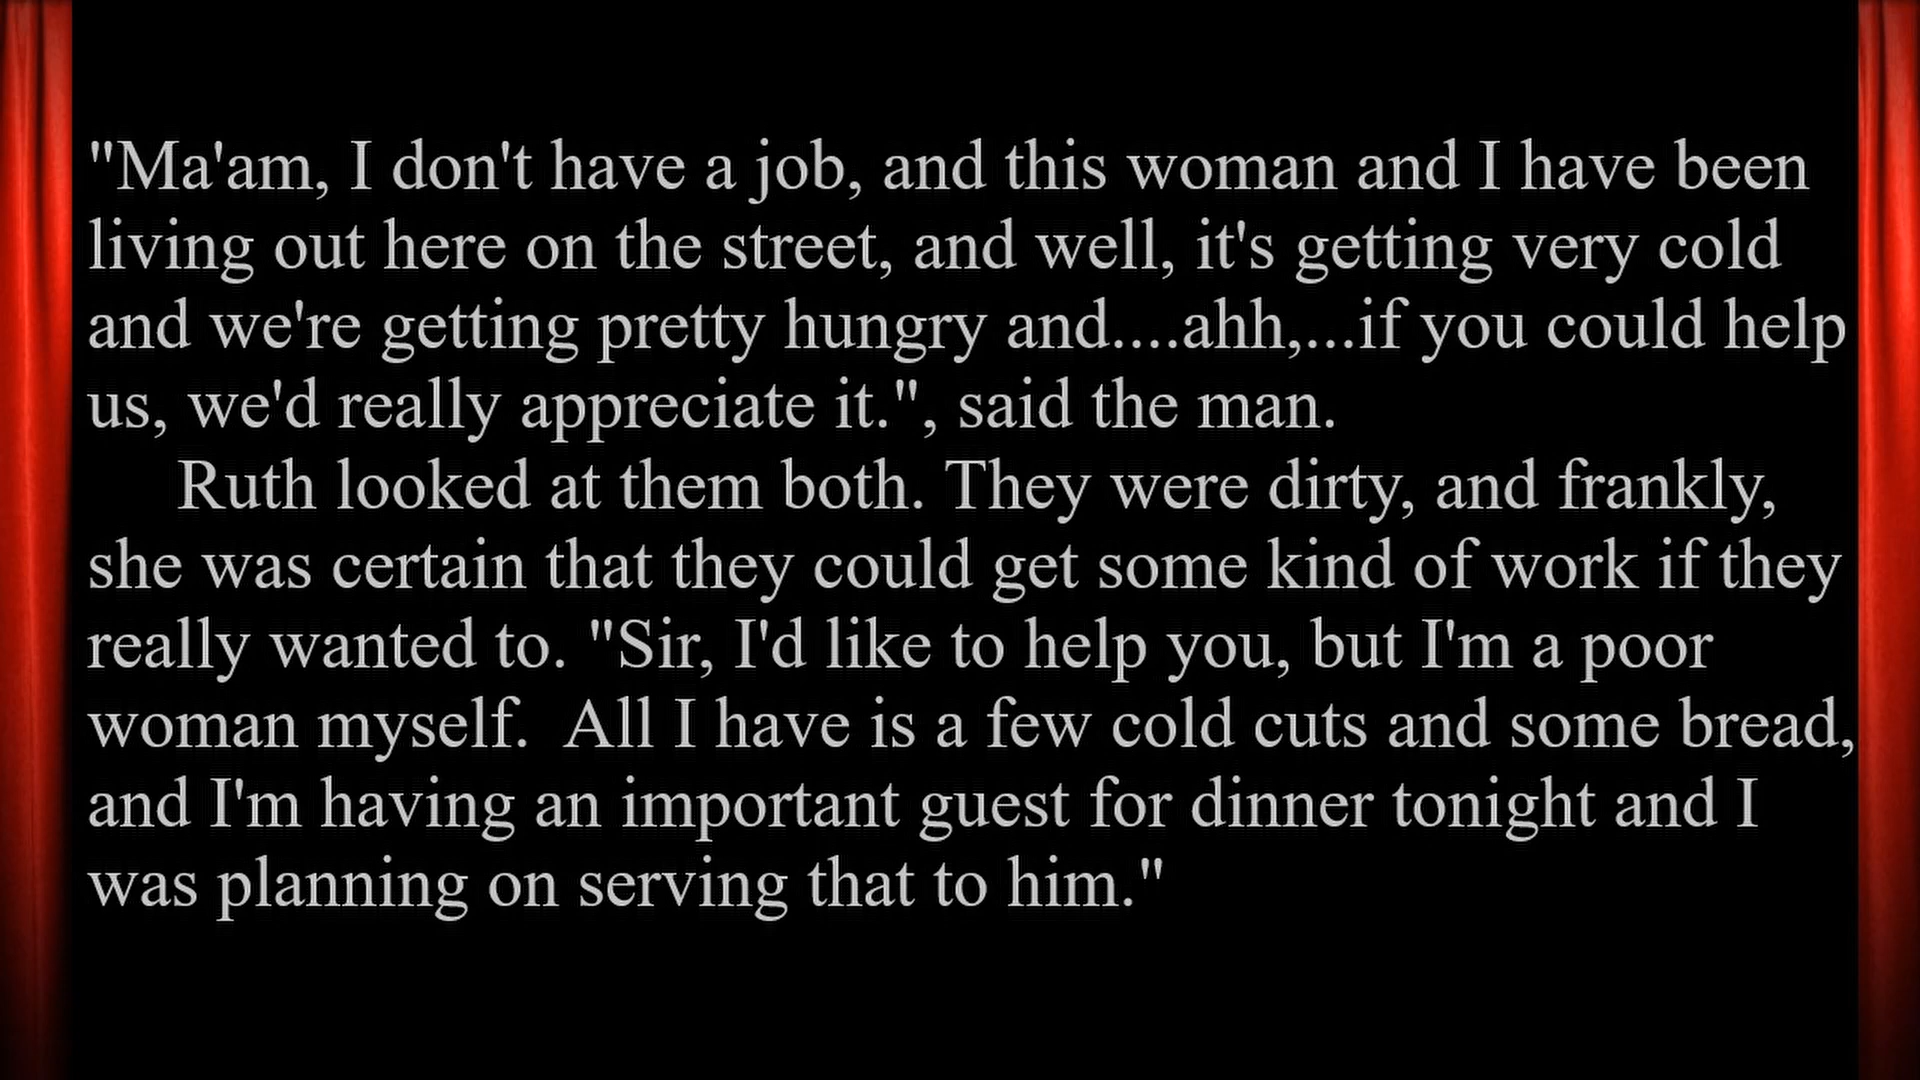 "Ma'am, I don't have a job, and this woman and I have been
living out here on the street, and well, it's getting very cold
and we're getting pretty hungry and....ahh,...if you could help
us, we'd really appreciate it.", said the man.
Ruth looked at them both. They were dirty, and frankly,
she was certain that they could get some kind of work if they
really wanted to. "Sir, I'd like to help you, but I'm a poor
woman myself.  All I have is a few cold cuts and some bread,
and I'm having an important guest for dinner tonight and I
was planning on serving that to him."